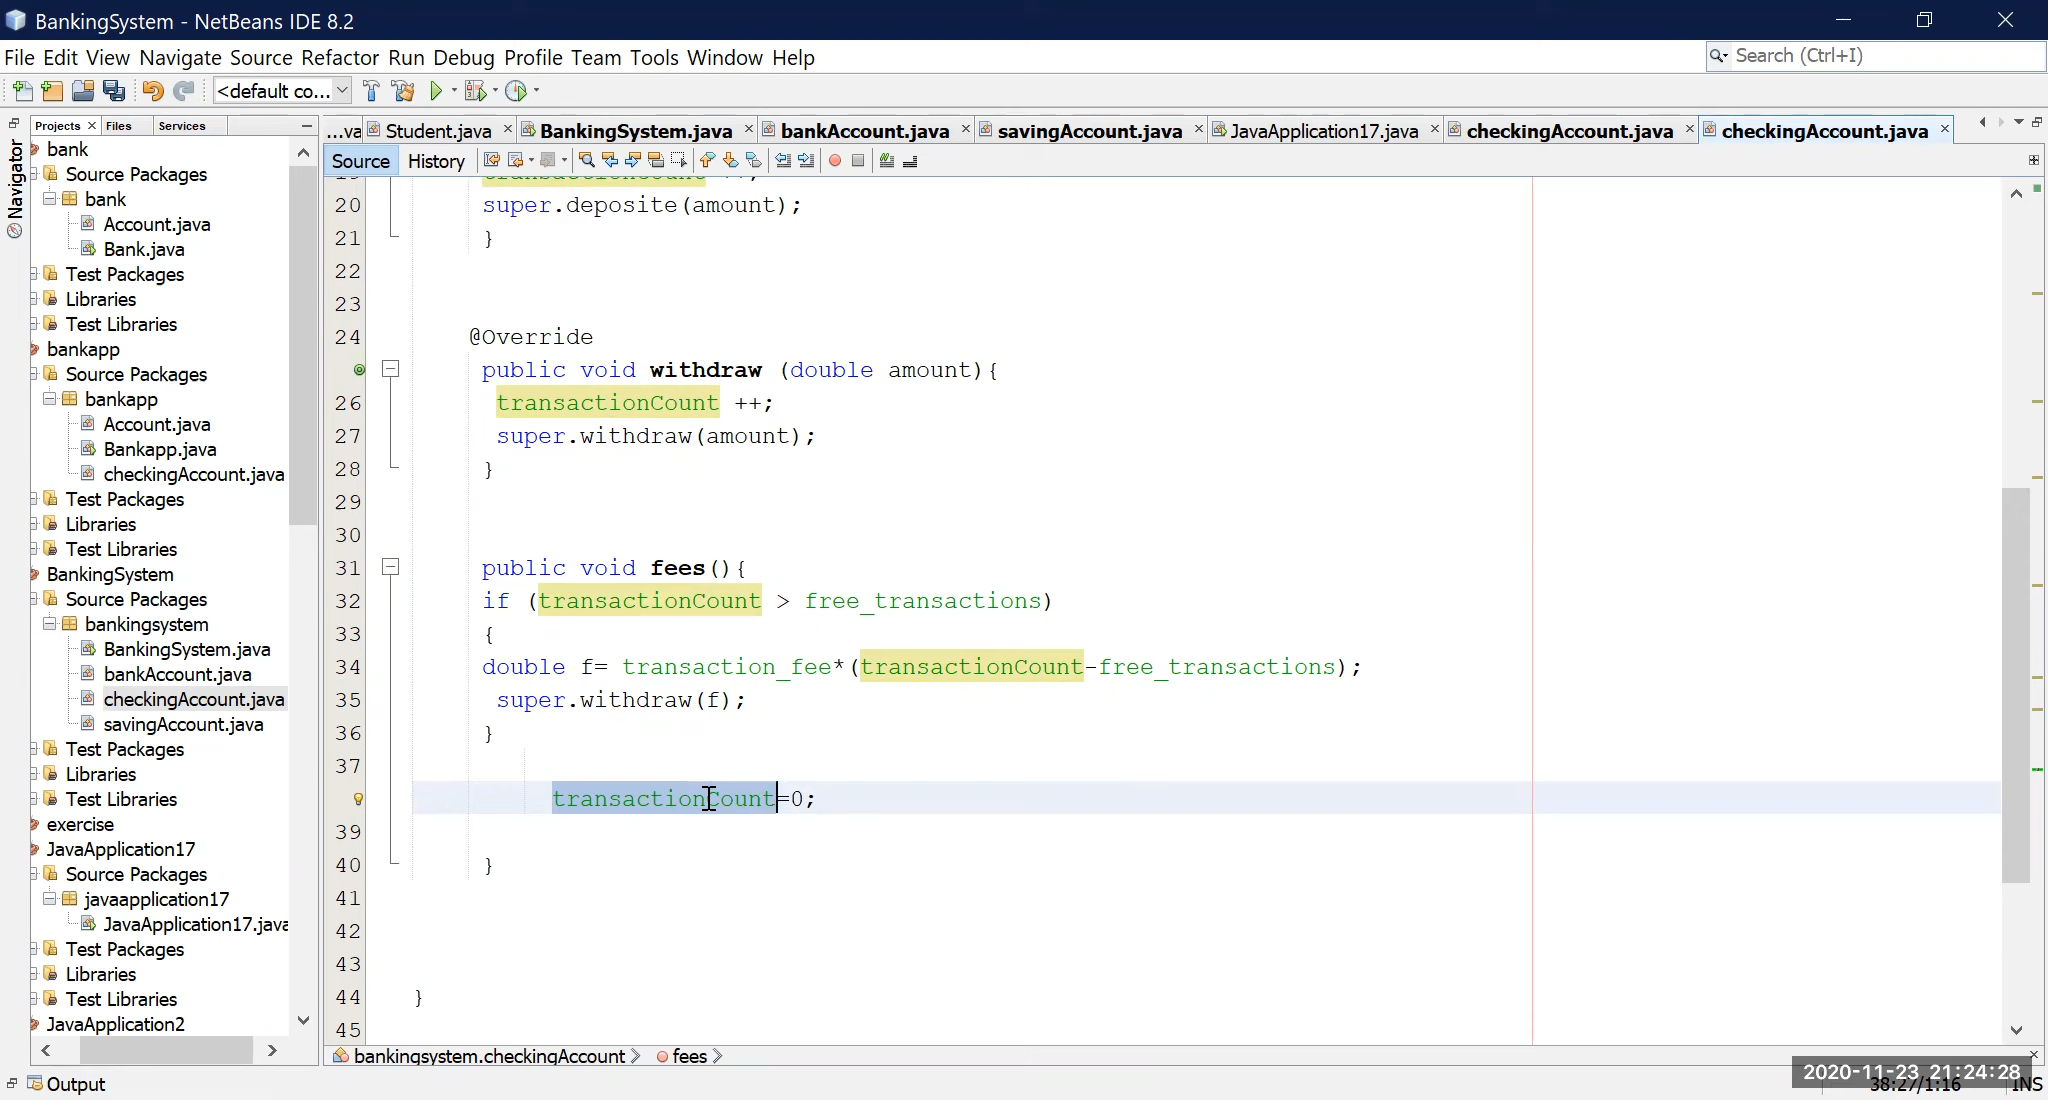 BankingSystem - NetBeans IDE 8.2
File Edit View Navigate Source Refactor Run Debug Profile Team Tools Window Help
Search (Ctrl+I)
<default co...
Projects
Files
Services
...va
Student.java
BankingSystem.java
bankAccount.java
savingAccount.java
JavaApplication17.java
checkingAccount.java
checkingAccount.java
Source
History
Navigator
bank
Source Packages
bank
Account.java
Bank.java
Test Packages
Libraries
Test Libraries
bankapp
Source Packages
bankapp
Account.java
Bankapp.java
checkingAccount.java
Test Packages
Libraries
Test Libraries
BankingSystem
Source Packages
bankingsystem
BankingSystem.java
bankAccount.java
checkingAccount.java
savingAccount.java
Test Packages
Libraries
Test Libraries
exercise
JavaApplication17
Source Packages
javaapplication17
JavaApplication17.java
Test Packages
Libraries
Test Libraries
JavaApplication2
20 super.deposite(amount);
21 }
22
23
24 @Override
public void withdraw (double amount){
26 transactionCount ++;
27 super.withdraw(amount);
28 }
29
30
31 public void fees(){
32 if (transactionCount > free_transactions)
33 {
34 double f= transaction_fee*(transactionCount-free_transactions);
35 super.withdraw(f);
36 }
37
transactionCount=0;
39
40 }
41
42
43
44 }
45
bankingsystem.checkingAccount
fees
Output
2020-11-23 21:24:28
38:27/1:16
INS